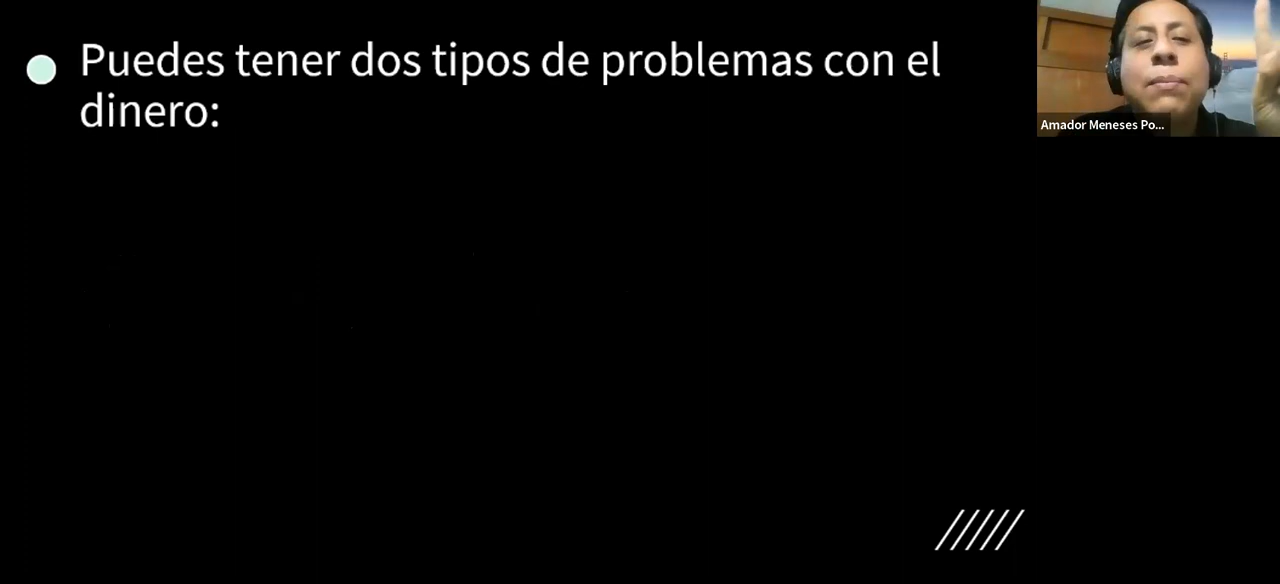 Puedes tener dos tipos de problemas con el
dinero:
Amador Meneses Po...